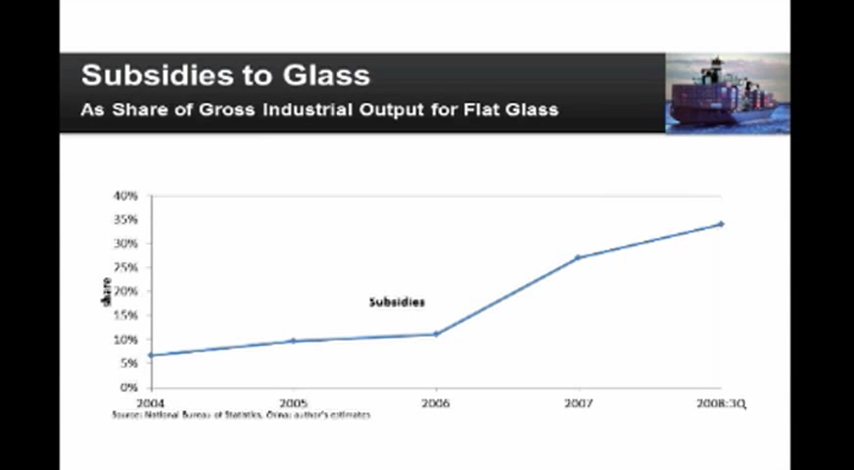 Subsidies to Glass
As Share of Gross Industrial Output for Flat Glass
40%
35%
30%
25%
20%
15%
10%
5%
0%
share
Subsidies
2004 2005 2006 2007 2008:3Q
Source: National Bureau of Statistics, China; author's estimates